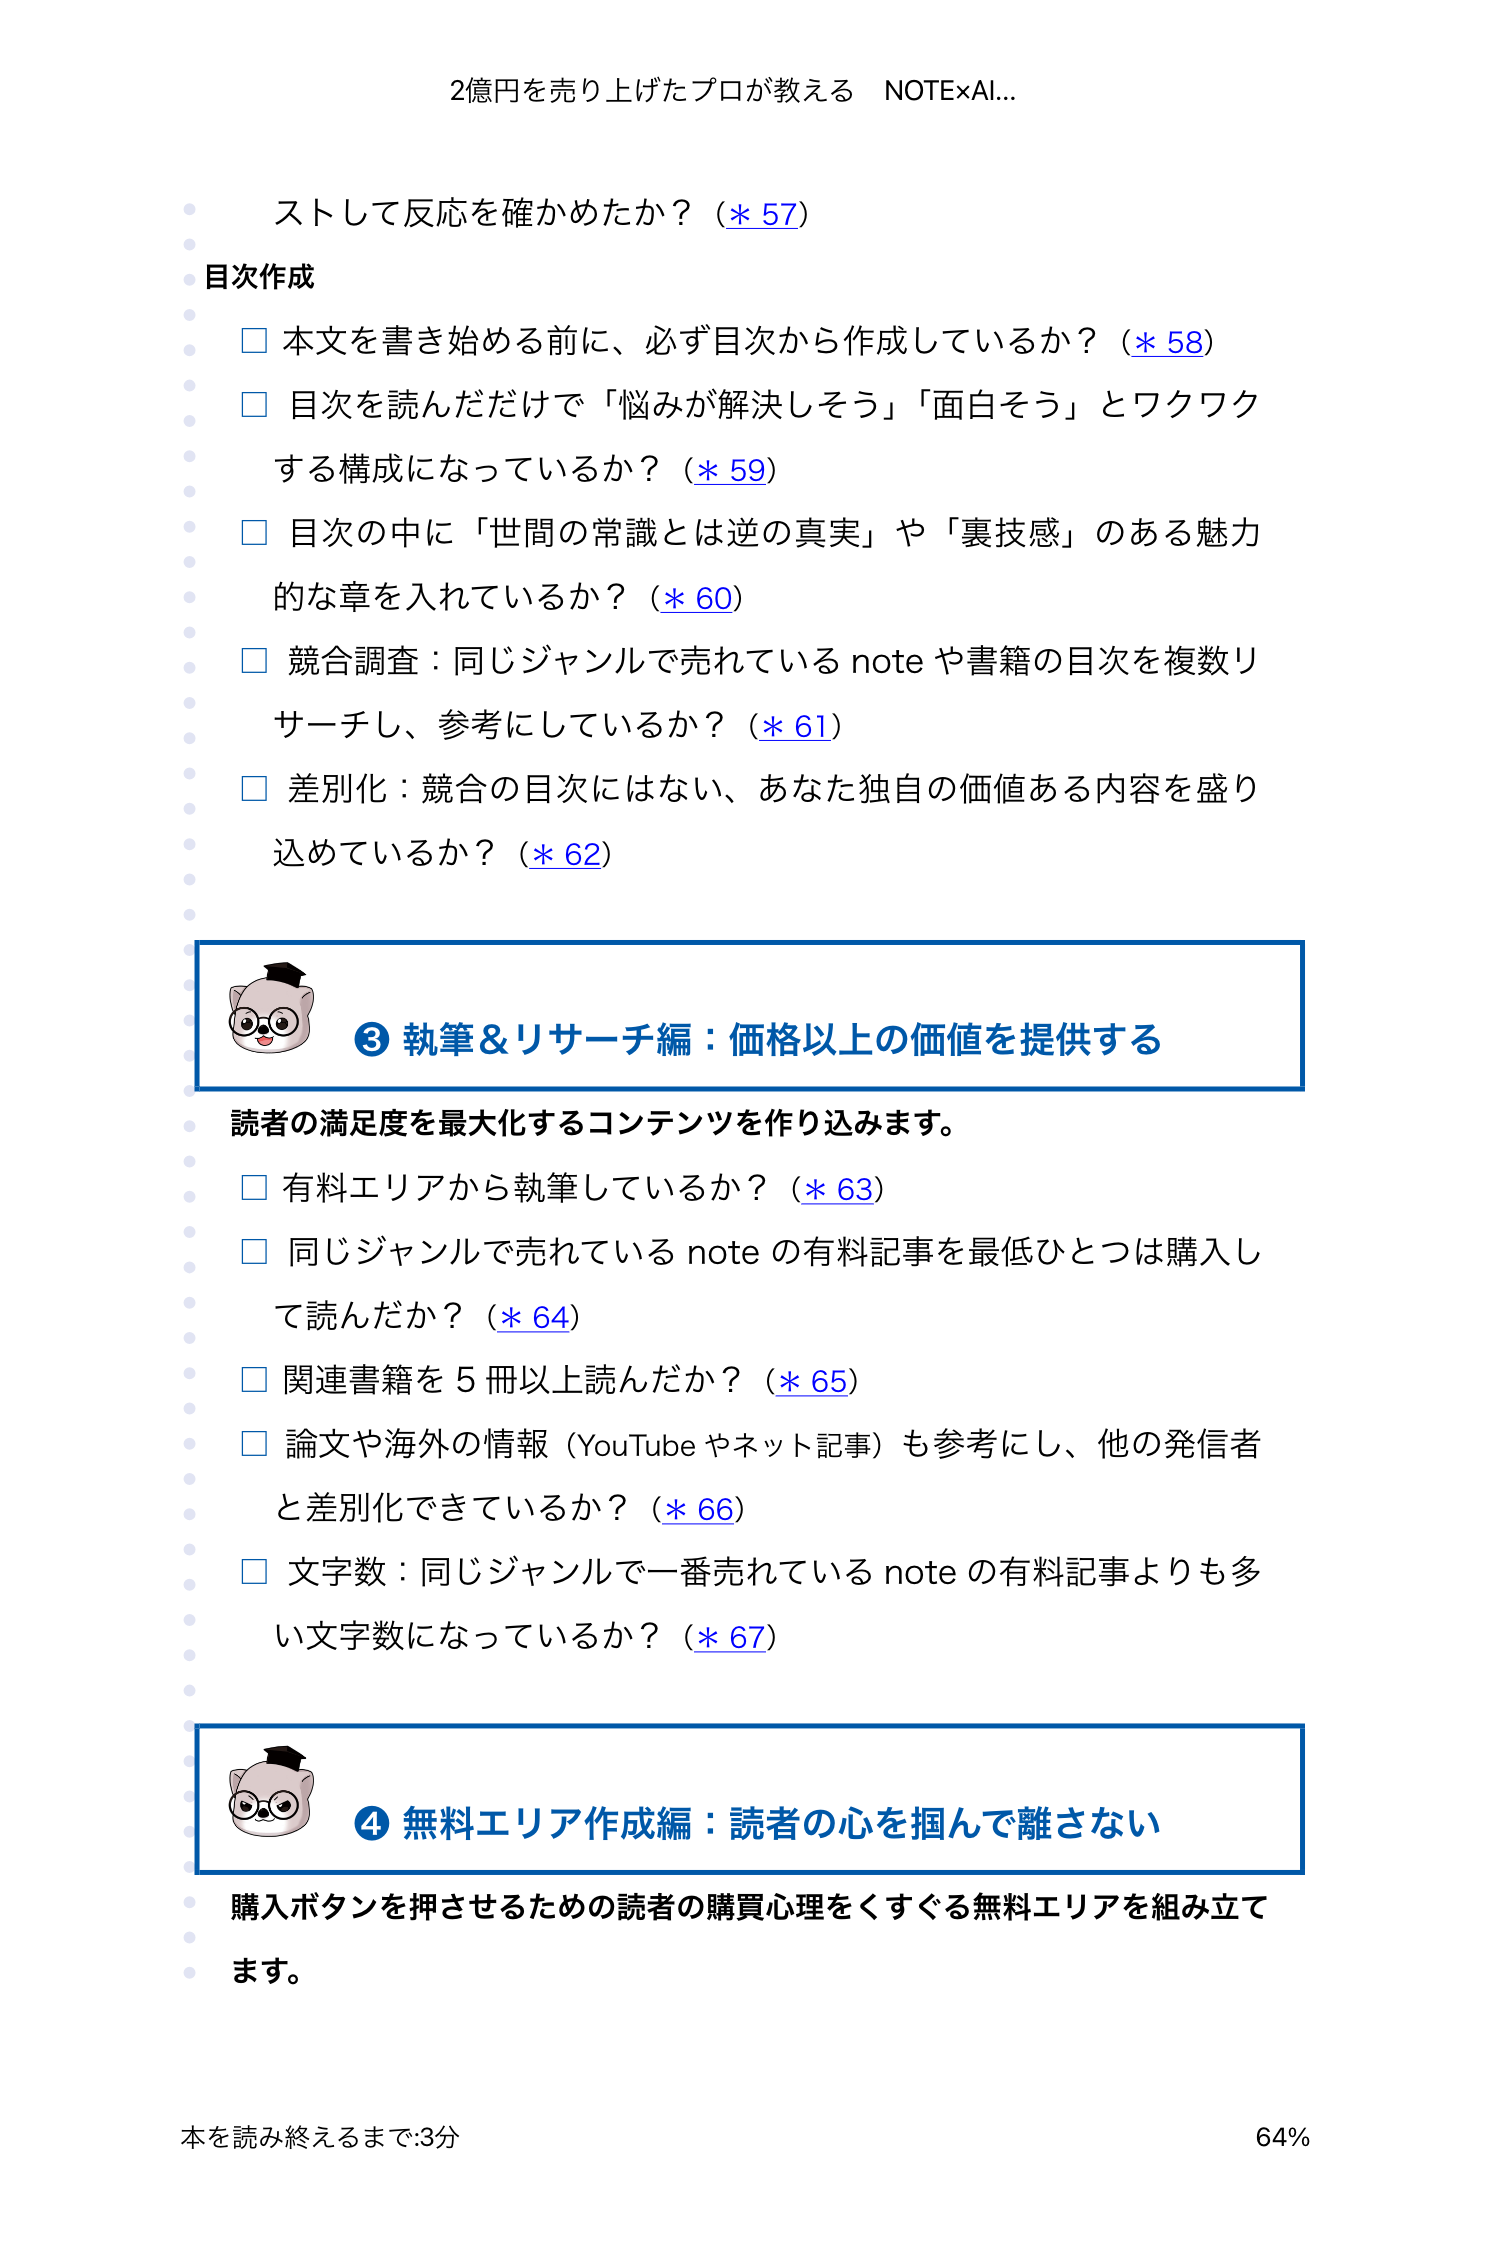 2億円を売り上げたプロが教える　NOTE×AI...
ストして反応を確かめたか？（＊ 57）
目次作成
□ 本文を書き始める前に、必ず目次から作成しているか？（＊ 58）
□ 目次を読んだだけで「悩みが解決しそう」「面白そう」とワクワク
する構成になっているか？（＊ 59）
□ 目次の中に「世間の常識とは逆の真実」や「裏技感」のある魅力
的な章を入れているか？（＊ 60）
□ 競合調査：同じジャンルで売れている note や書籍の目次を複数リ
サーチし、参考にしているか？（＊ 61）
□ 差別化：競合の目次にはない、あなた独自の価値ある内容を盛り
込めているか？（＊ 62）
❸ 執筆＆リサーチ編：価格以上の価値を提供する
読者の満足度を最大化するコンテンツを作り込みます。
□ 有料エリアから執筆しているか？（＊ 63）
□ 同じジャンルで売れている note の有料記事を最低ひとつは購入し
て読んだか？（＊ 64）
□ 関連書籍を 5 冊以上読んだか？（＊ 65）
□ 論文や海外の情報（YouTube やネット記事）も参考にし、他の発信者
と差別化できているか？（＊ 66）
□ 文字数：同じジャンルで一番売れている note の有料記事よりも多
い文字数になっているか？（＊ 67）
❹ 無料エリア作成編：読者の心を掴んで離さない
購入ボタンを押させるための読者の購買心理をくすぐる無料エリアを組み立て
ます。
本を読み終えるまで:3分
64%